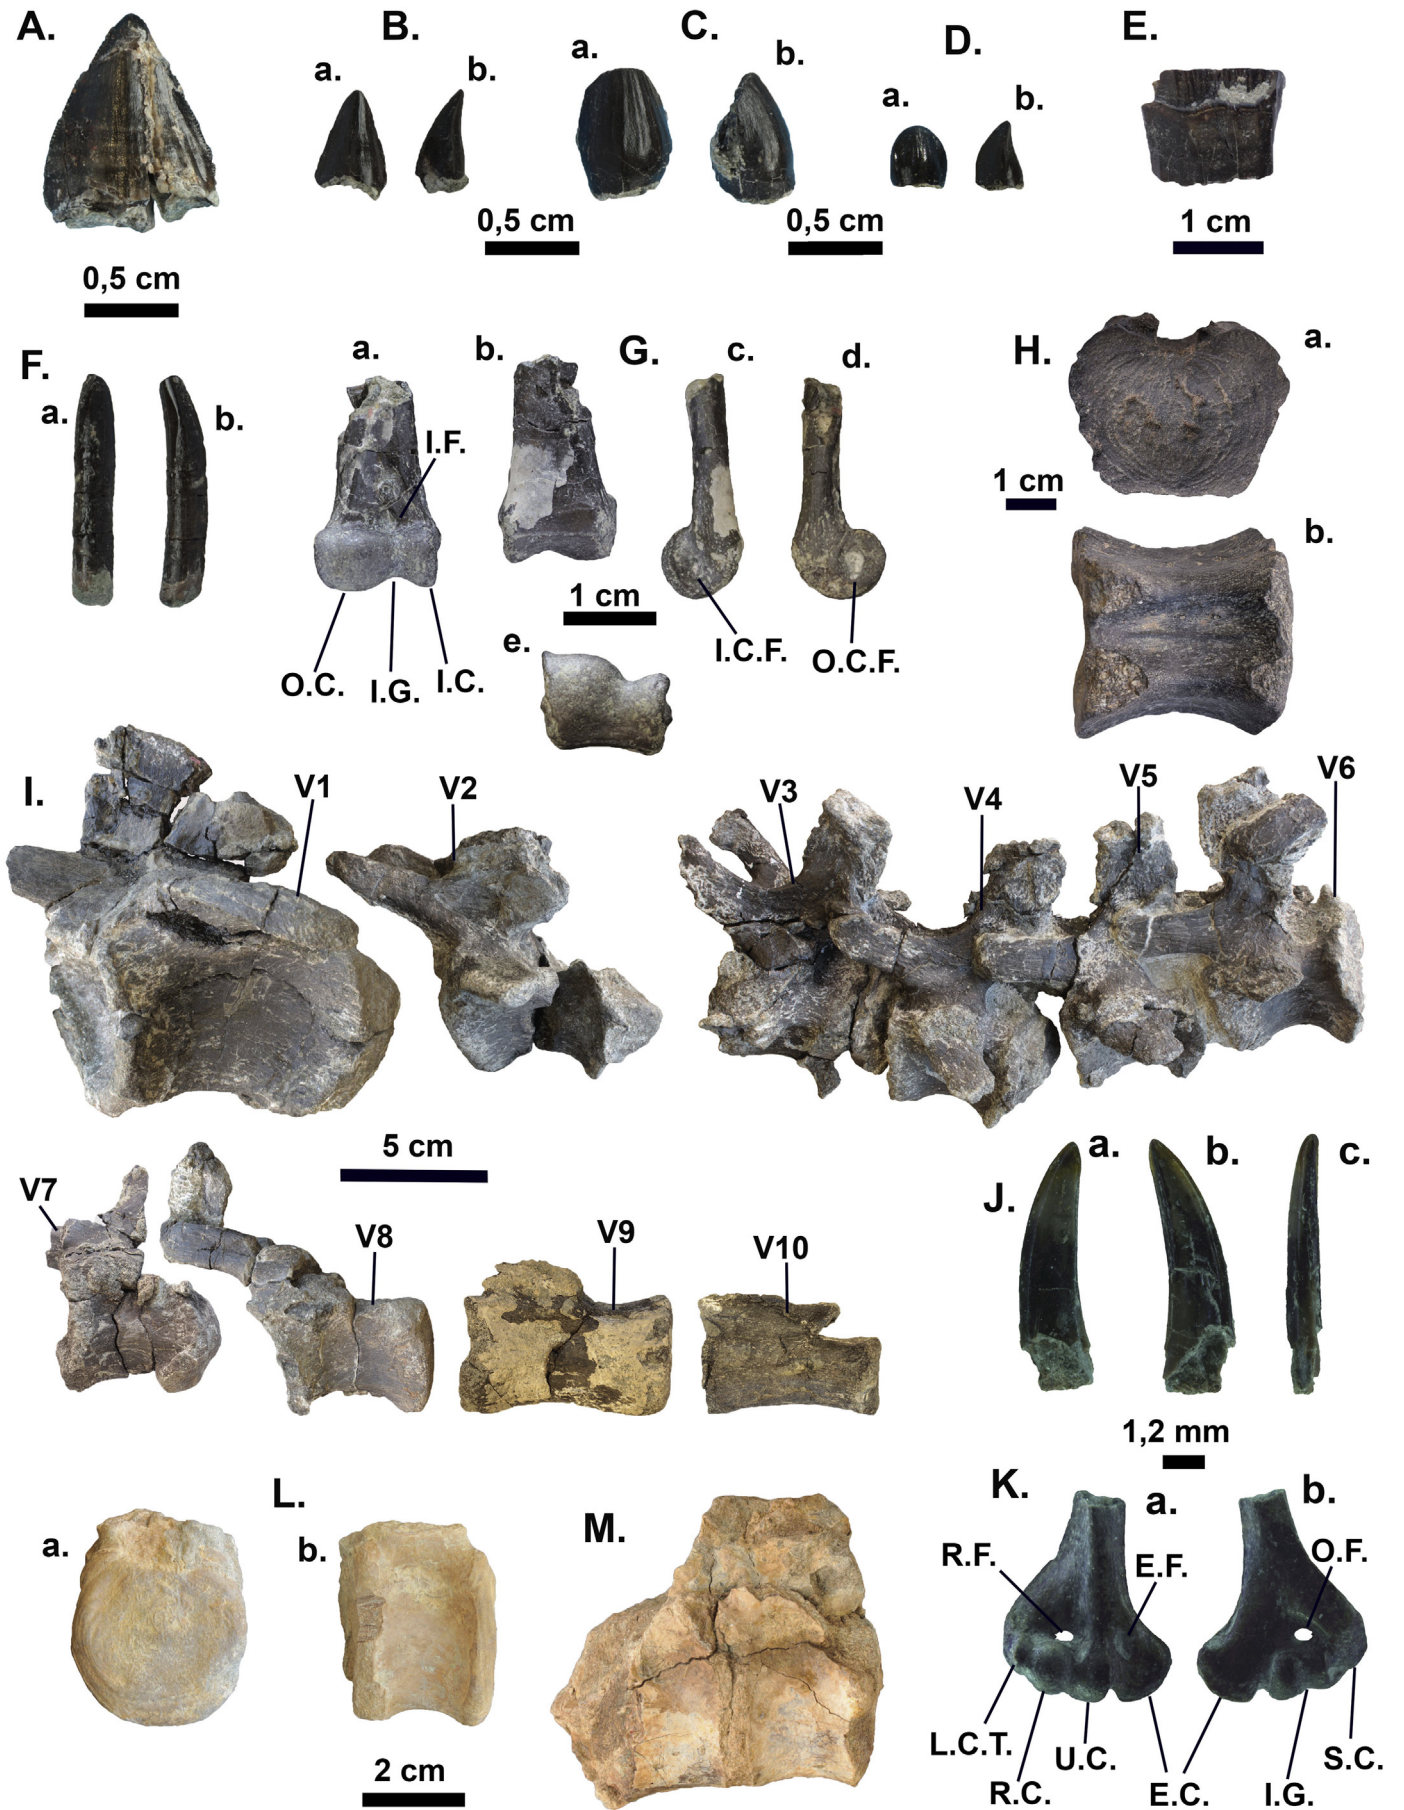 A.
B.
a.
b.
C.
a.
b.
D.
a.
b.
E.
0,5 cm
0,5 cm
0,5 cm
1 cm
F.
a.
b.
G.
a.
b.
c.
d.
e.
I.F.
O.C.
I.G.
I.C.
I.C.F.
O.C.F.
1 cm
H.
a.
1 cm
b.
I.
V1
V2
V3
V4
V5
V6
V7
5 cm
V8
V9
V10
J.
a.
b.
c.
1,2 mm
K.
a.
b.
R.F.
E.F.
O.F.
L.C.T.
R.C.
U.C.
E.C.
I.G.
S.C.
L.
a.
b.
2 cm
M.